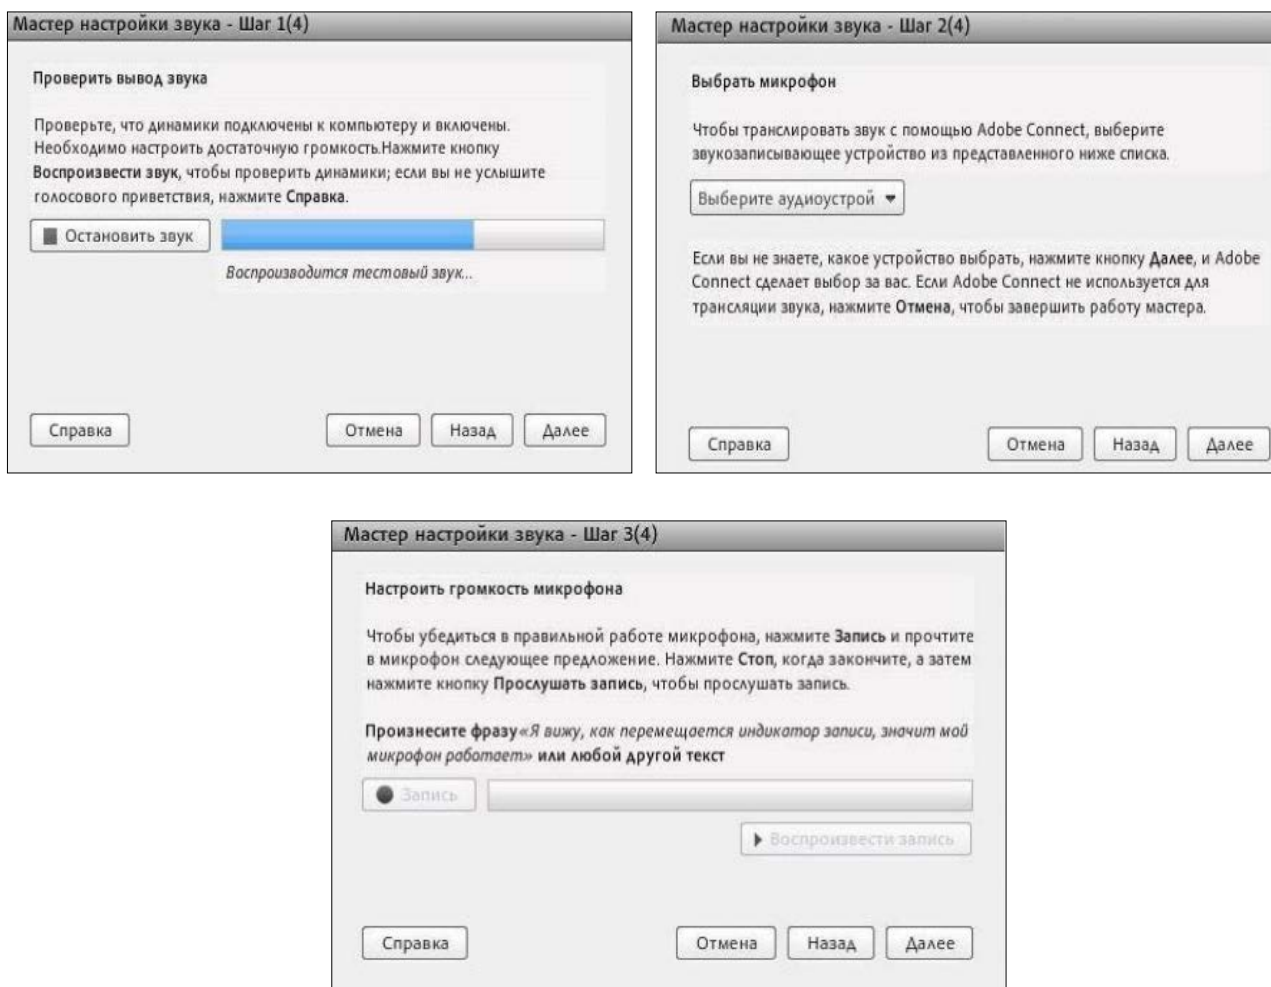 Мастер настройки звука - Шаг 1(4)
Проверить вывод звука
Проверьте, что динамики подключены к компьютеру и включены.
Необходимо настроить достаточную громкость.Нажмите кнопку
Воспроизвести звук, чтобы проверить динамики; если вы не услышите
голосового приветствия, нажмите Справка.
Остановить звук
Воспроизводится тестовый звук...
Справка Отмена Назад Далее
Мастер настройки звука - Шаг 2(4)
Выбрать микрофон
Чтобы транслировать звук с помощью Adobe Connect, выберите
звукозаписывающее устройство из представленного ниже списка.
Выберите аудиоустрой
Если вы не знаете, какое устройство выбрать, нажмите кнопку Далее, и Adobe
Connect сделает выбор за вас. Если Adobe Connect не используется для
трансляции звука, нажмите Отмена, чтобы завершить работу мастера.
Справка Отмена Назад Далее
Мастер настройки звука - Шаг 3(4)
Настроить громкость микрофона
Чтобы убедиться в правильной работе микрофона, нажмите Запись и прочтите
в микрофон следующее предложение. Нажмите Стоп, когда закончите, а затем
нажмите кнопку Прослушать запись, чтобы прослушать запись.
Произнесите фразу«Я вижу, как перемещается индикатор записи, значит мой
микрофон работает» или любой другой текст
Запись
Воспроизвести запись
Справка Отмена Назад Далее